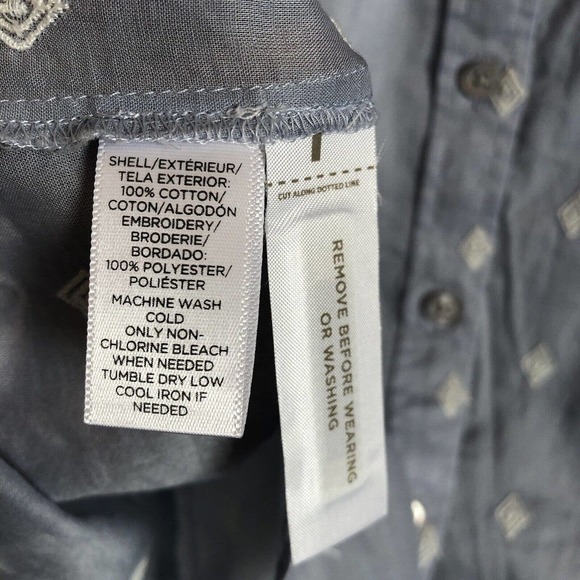 SHELL/EXTÉRIEUR/
TELA EXTERIOR:
100% COTTON/
COTON/ALGODÓN
EMBROIDERY/
BRODERIE/
BORDADO:
100% POLYESTER/
POLIÉSTER
MACHINE WASH
COLD
ONLY NON-
CHLORINE BLEACH
WHEN NEEDED
TUMBLE DRY LOW
COOL IRON IF
NEEDED
CUT ALONG DOTTED LINE
REMOVE BEFORE WEARING
OR WASHING